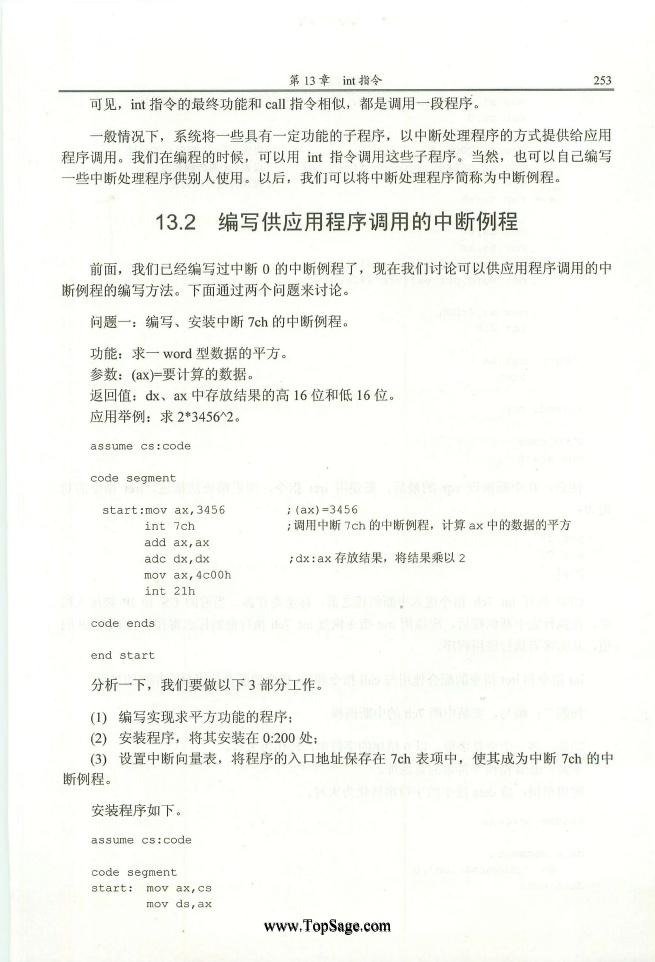 第 13 章 int 指令 253
可见，int 指令的最终功能和 call 指令相似，都是调用一段程序。
一般情况下，系统将一些具有一定功能的子程序，以中断处理程序的方式提供给应用
程序调用。我们在编程的时候，可以用 int 指令调用这些子程序。当然，也可以自己编写
一些中断处理程序供别人使用。以后，我们可以将中断处理程序简称为中断例程。
13.2 编写供应用程序调用的中断例程
前面，我们已经编写过中断 0 的中断例程了，现在我们讨论可以供应用程序调用的中
断例程的编写方法。下面通过两个问题来讨论。
问题一：编写、安装中断 7ch 的中断例程。
功能：求一 word 型数据的平方。
参数：(ax)=要计算的数据。
返回值：dx、ax 中存放结果的高 16 位和低 16 位。
应用举例：求 2*3456^2。
assume cs:code
code segment
start:mov ax,3456 ;(ax)=3456
int 7ch ;调用中断 7ch 的中断例程，计算 ax 中的数据的平方
add ax,ax
adc dx,dx ;dx:ax 存放结果，将结果乘以 2
mov ax,4c00h
int 21h
code ends
end start
分析一下，我们要做以下 3 部分工作。
(1) 编写实现求平方功能的程序；
(2) 安装程序，将其安装在 0:200 处；
(3) 设置中断向量表，将程序的入口地址保存在 7ch 表项中，使其成为中断 7ch 的中
断例程。
安装程序如下。
assume cs:code
code segment
start: mov ax,cs
mov ds,ax
www.TopSage.com